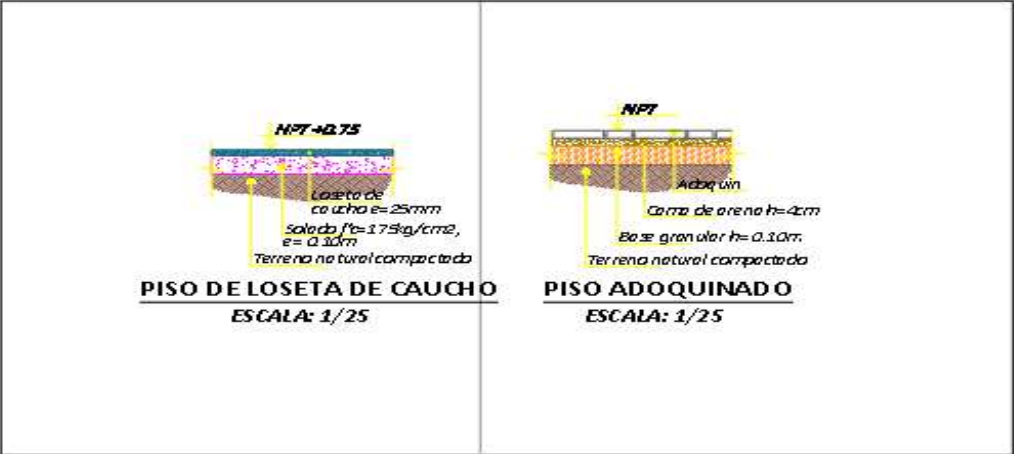 NPT+0.75
Loseta de
caucho e=25mm
Solado f'c=175kg/cm2,
e= 0.10m
Terreno natural compactado
PISO DE LOSETA DE CAUCHO
ESCALA: 1/25
NPT
Adoquin
Cama de arena h=4cm
Base granular h=0.10m.
Terreno natural compactado
PISO ADOQUINADO
ESCALA: 1/25